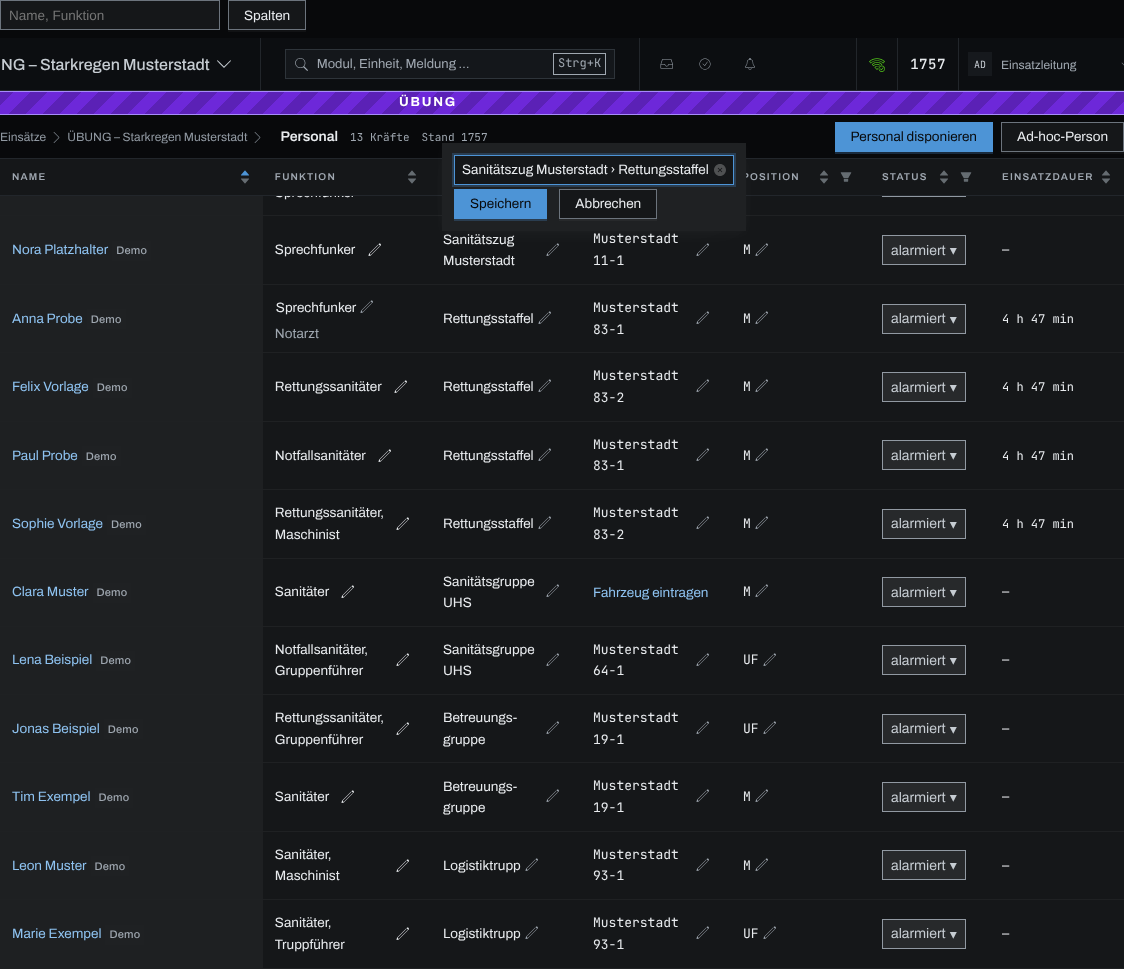 Name, Funktion
Spalten
NG – Starkregen Musterstadt
Modul, Einheit, Meldung ...
Strg+K
1757
AD
Einsatzleitung
ÜBUNG
Einsätze
ÜBUNG – Starkregen Musterstadt
Personal
13 Kräfte
Stand 1757
Personal disponieren
Ad-hoc-Person
Sanitätszug Musterstadt › Rettungsstaffel
Speichern
Abbrechen
NAME
FUNKTION
POSITION
STATUS
EINSATZDAUER
Sprechfunker
Nora Platzhalter Demo
Sprechfunker
Sanitätszug
Musterstadt
Musterstadt
11-1
M
alarmiert ▾
–
Anna Probe Demo
Sprechfunker
Notarzt
Rettungsstaffel
Musterstadt
83-1
M
alarmiert ▾
4 h 47 min
Felix Vorlage Demo
Rettungssanitäter
Rettungsstaffel
Musterstadt
83-2
M
alarmiert ▾
4 h 47 min
Paul Probe Demo
Notfallsanitäter
Rettungsstaffel
Musterstadt
83-1
M
alarmiert ▾
4 h 47 min
Sophie Vorlage Demo
Rettungssanitäter,
Maschinist
Rettungsstaffel
Musterstadt
83-2
M
alarmiert ▾
4 h 47 min
Clara Muster Demo
Sanitäter
Sanitätsgruppe
UHS
Fahrzeug eintragen
M
alarmiert ▾
–
Lena Beispiel Demo
Notfallsanitäter,
Gruppenführer
Sanitätsgruppe
UHS
Musterstadt
64-1
UF
alarmiert ▾
–
Jonas Beispiel Demo
Rettungssanitäter,
Gruppenführer
Betreuungs-
gruppe
Musterstadt
19-1
UF
alarmiert ▾
–
Tim Exempel Demo
Sanitäter
Betreuungs-
gruppe
Musterstadt
19-1
M
alarmiert ▾
–
Leon Muster Demo
Sanitäter,
Maschinist
Logistiktrupp
Musterstadt
93-1
M
alarmiert ▾
–
Marie Exempel Demo
Sanitäter,
Truppführer
Logistiktrupp
Musterstadt
93-1
UF
alarmiert ▾
–